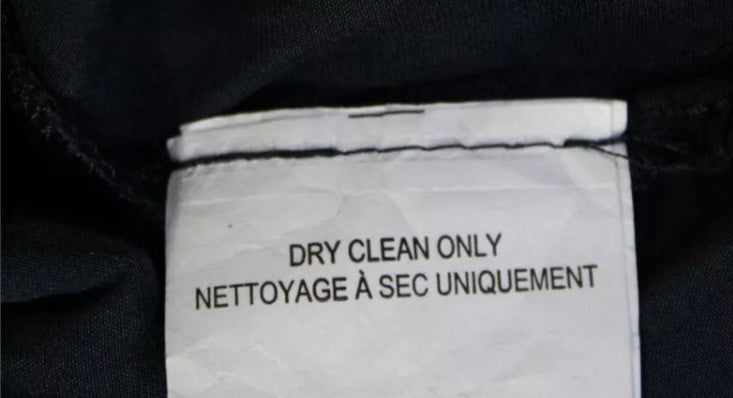 DRY CLEAN ONLY
NETTOYAGE À SEC UNIQUEMENT